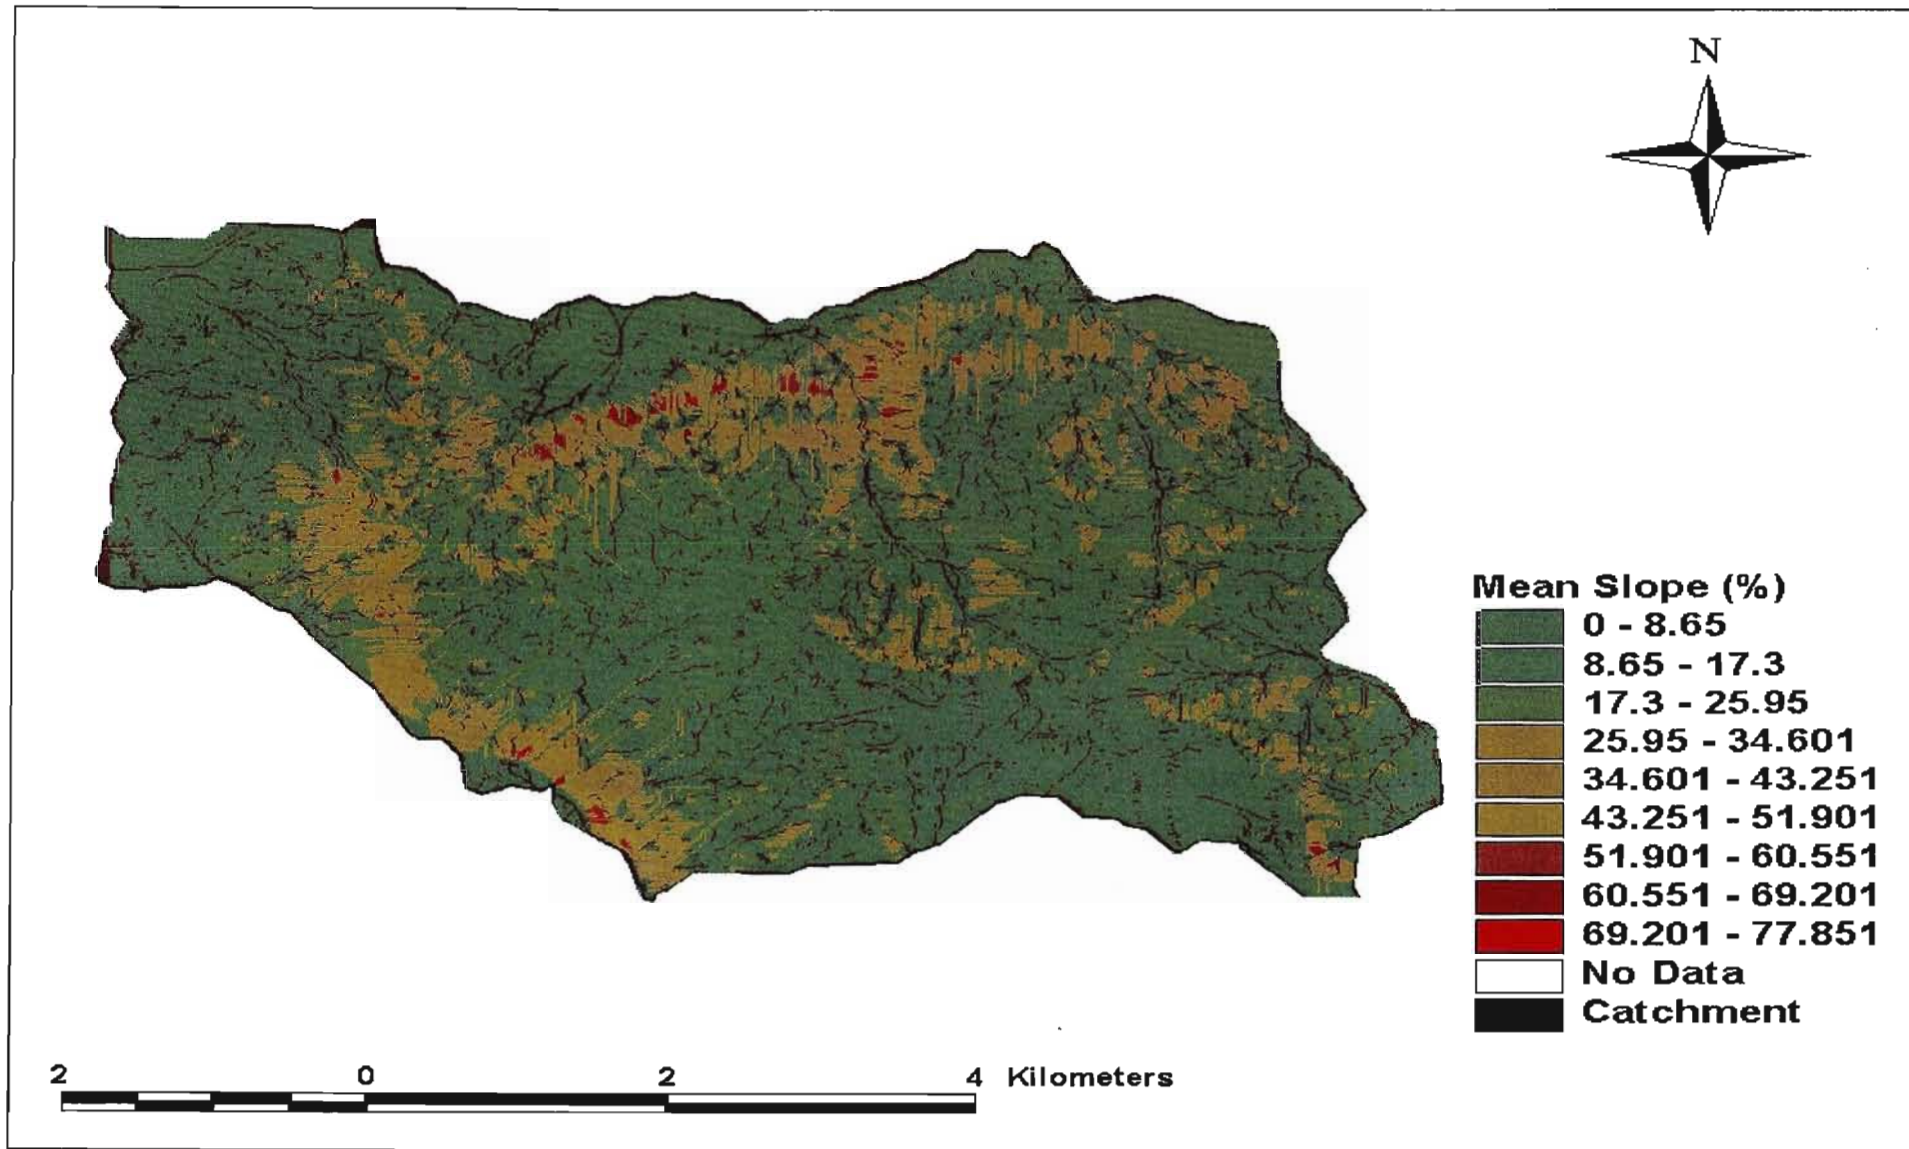 N
Mean Slope (%)
0 - 8.65
8.65 - 17.3
17.3 - 25.95
25.95 - 34.601
34.601 - 43.251
43.251 - 51.901
51.901 - 60.551
60.551 - 69.201
69.201 - 77.851
No Data
Catchment
2 0 2 4 Kilometers